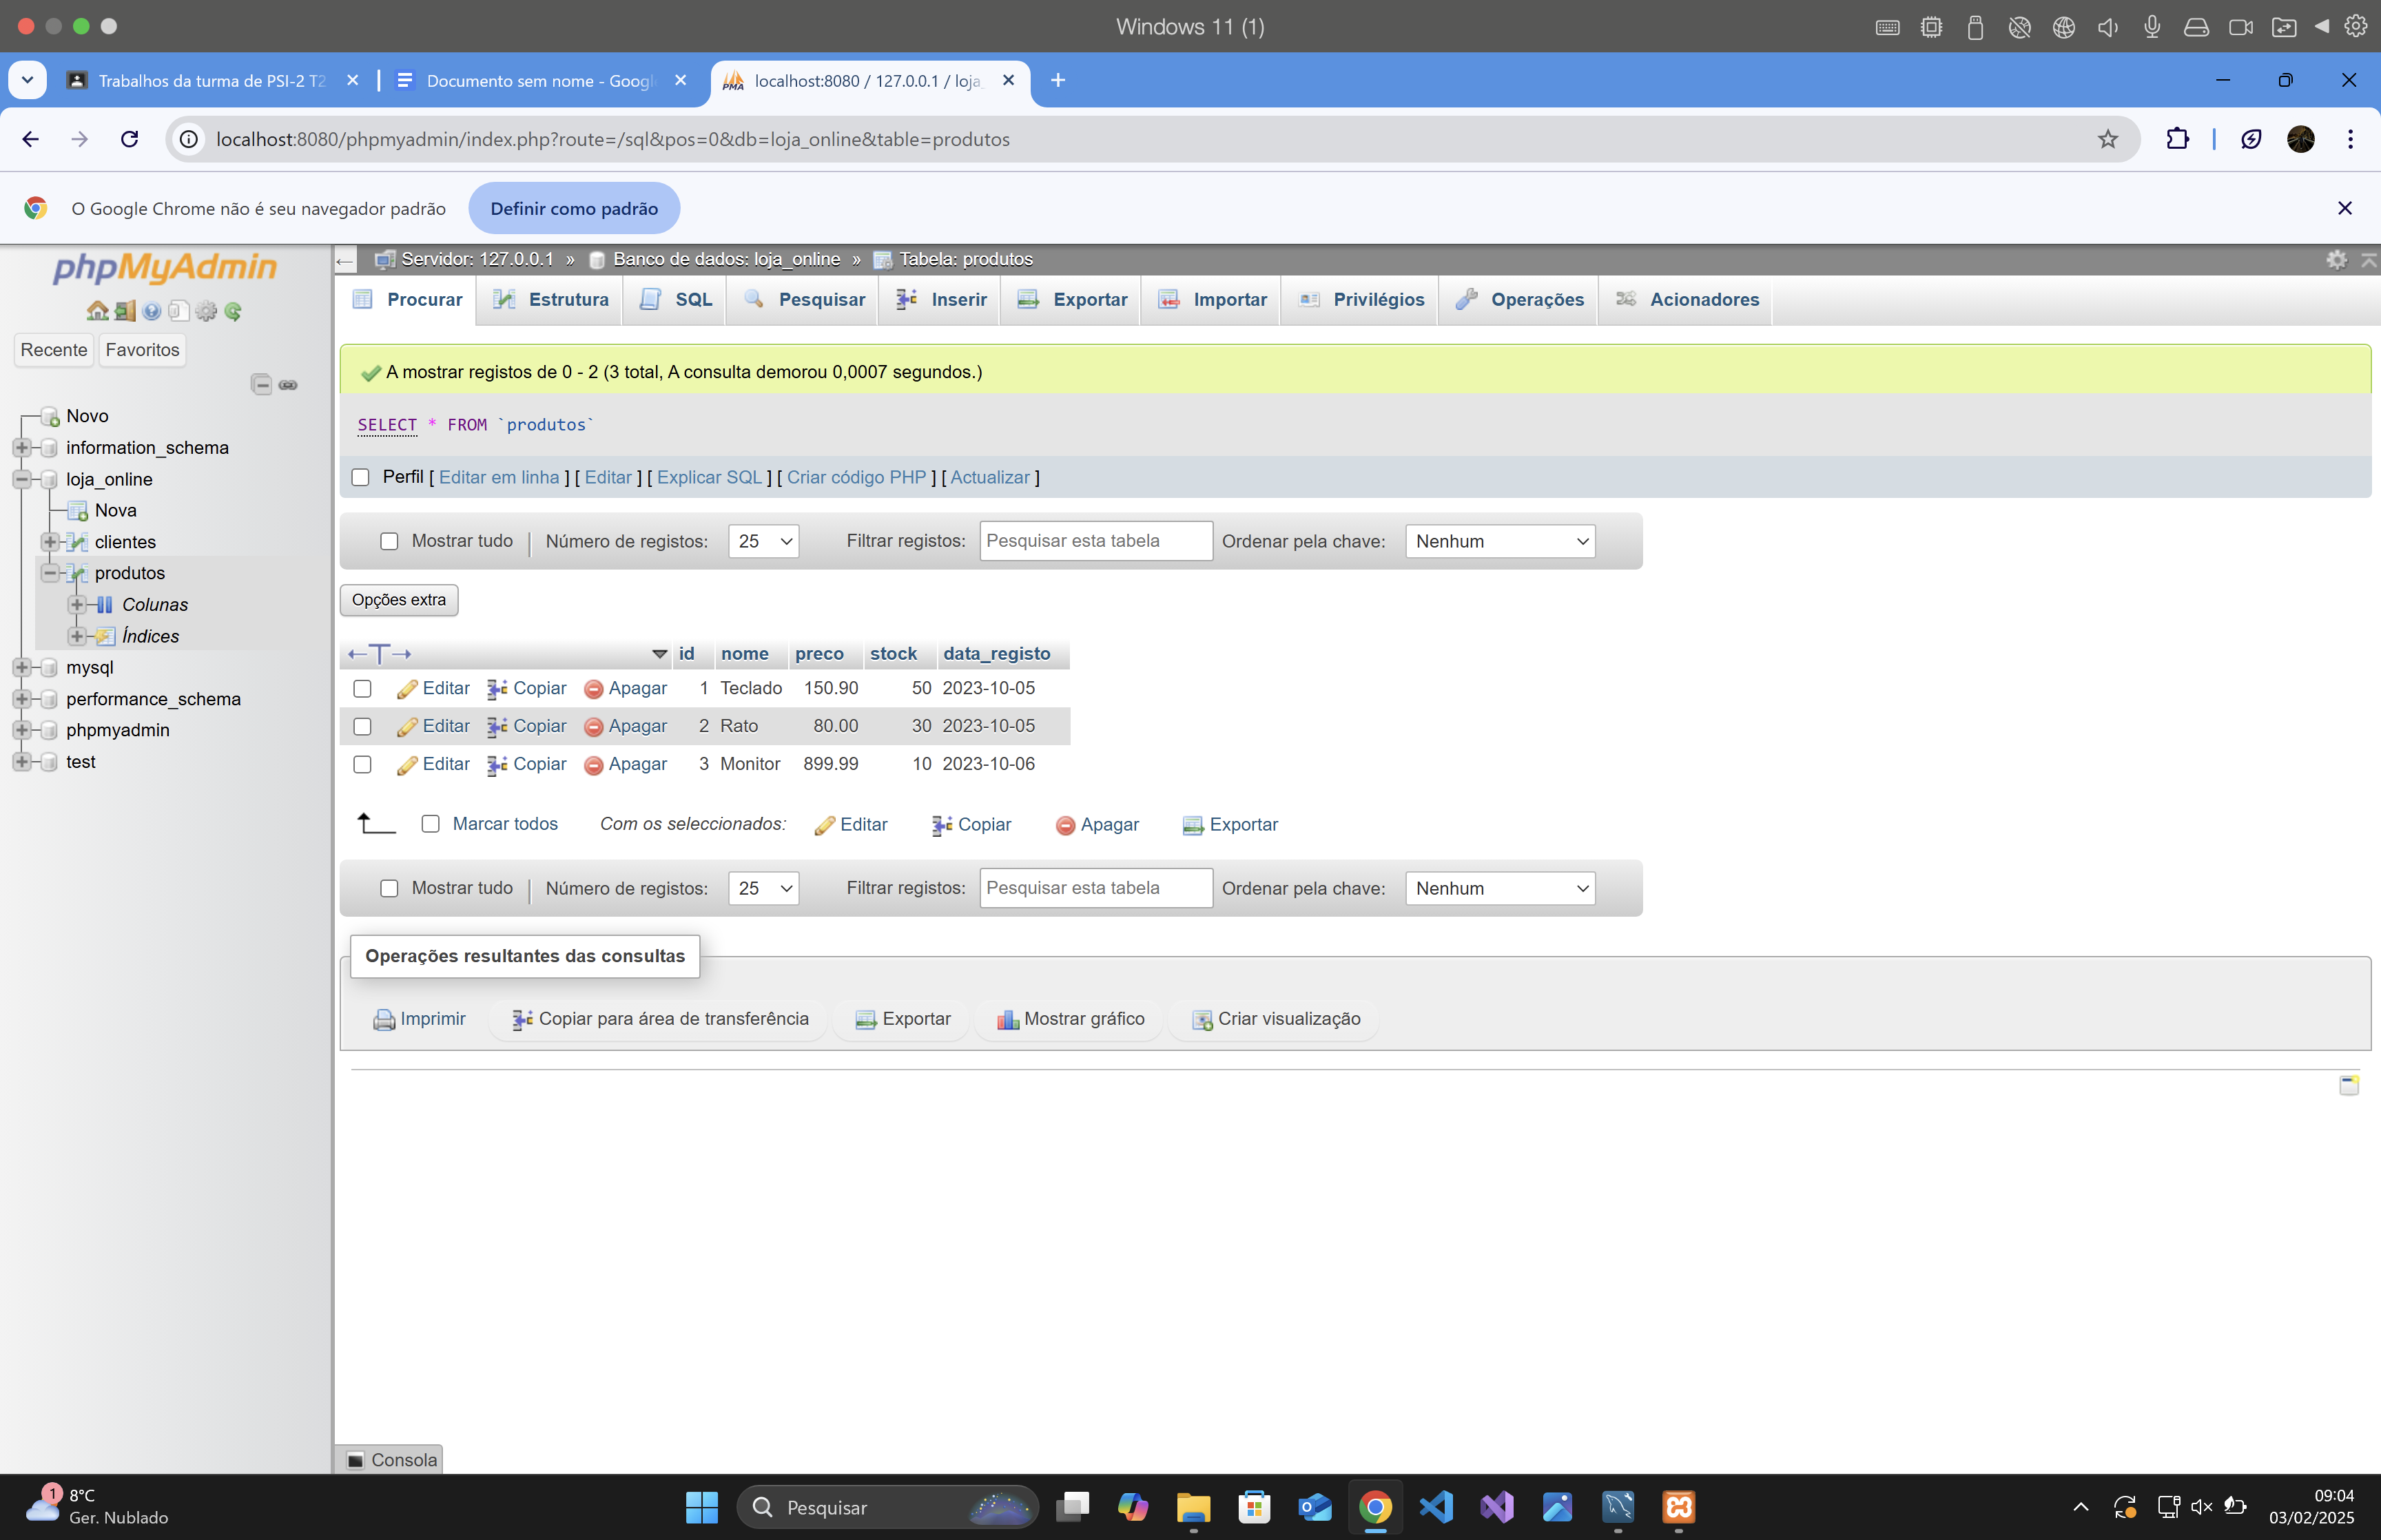 Windows 11 (1)
Trabalhos da turma de PSI-2 T2
Documento sem nome - Googl
localhost:8080 / 127.0.0.1 / loja_
localhost:8080/phpmyadmin/index.php?route=/sql&pos=0&db=loja_online&table=produtos
O Google Chrome não é seu navegador padrão Definir como padrão
phpMyAdmin
Recente Favoritos
Novo
information_schema
loja_online
Nova
clientes
produtos
Colunas
Índices
mysql
performance_schema
phpmyadmin
test
Servidor: 127.0.0.1 » Banco de dados: loja_online » Tabela: produtos
Procurar Estrutura SQL Pesquisar Inserir Exportar Importar Privilégios Operações Acionadores
A mostrar registos de 0 - 2 (3 total, A consulta demorou 0,0007 segundos.)
SELECT * FROM `produtos`
Perfil [ Editar em linha ] [ Editar ] [ Explicar SQL ] [ Criar código PHP ] [ Actualizar ]
Mostrar tudo Número de registos: 25 Filtrar registos: Pesquisar esta tabela Ordenar pela chave: Nenhum
Opções extra
id nome preco stock data_registo
Editar Copiar Apagar 1 Teclado 150.90 50 2023-10-05
Editar Copiar Apagar 2 Rato 80.00 30 2023-10-05
Editar Copiar Apagar 3 Monitor 899.99 10 2023-10-06
Marcar todos Com os seleccionados: Editar Copiar Apagar Exportar
Mostrar tudo Número de registos: 25 Filtrar registos: Pesquisar esta tabela Ordenar pela chave: Nenhum
Operações resultantes das consultas
Imprimir Copiar para área de transferência Exportar Mostrar gráfico Criar visualização
Consola
1
8°C
Ger. Nublado
Pesquisar
09:04
03/02/2025